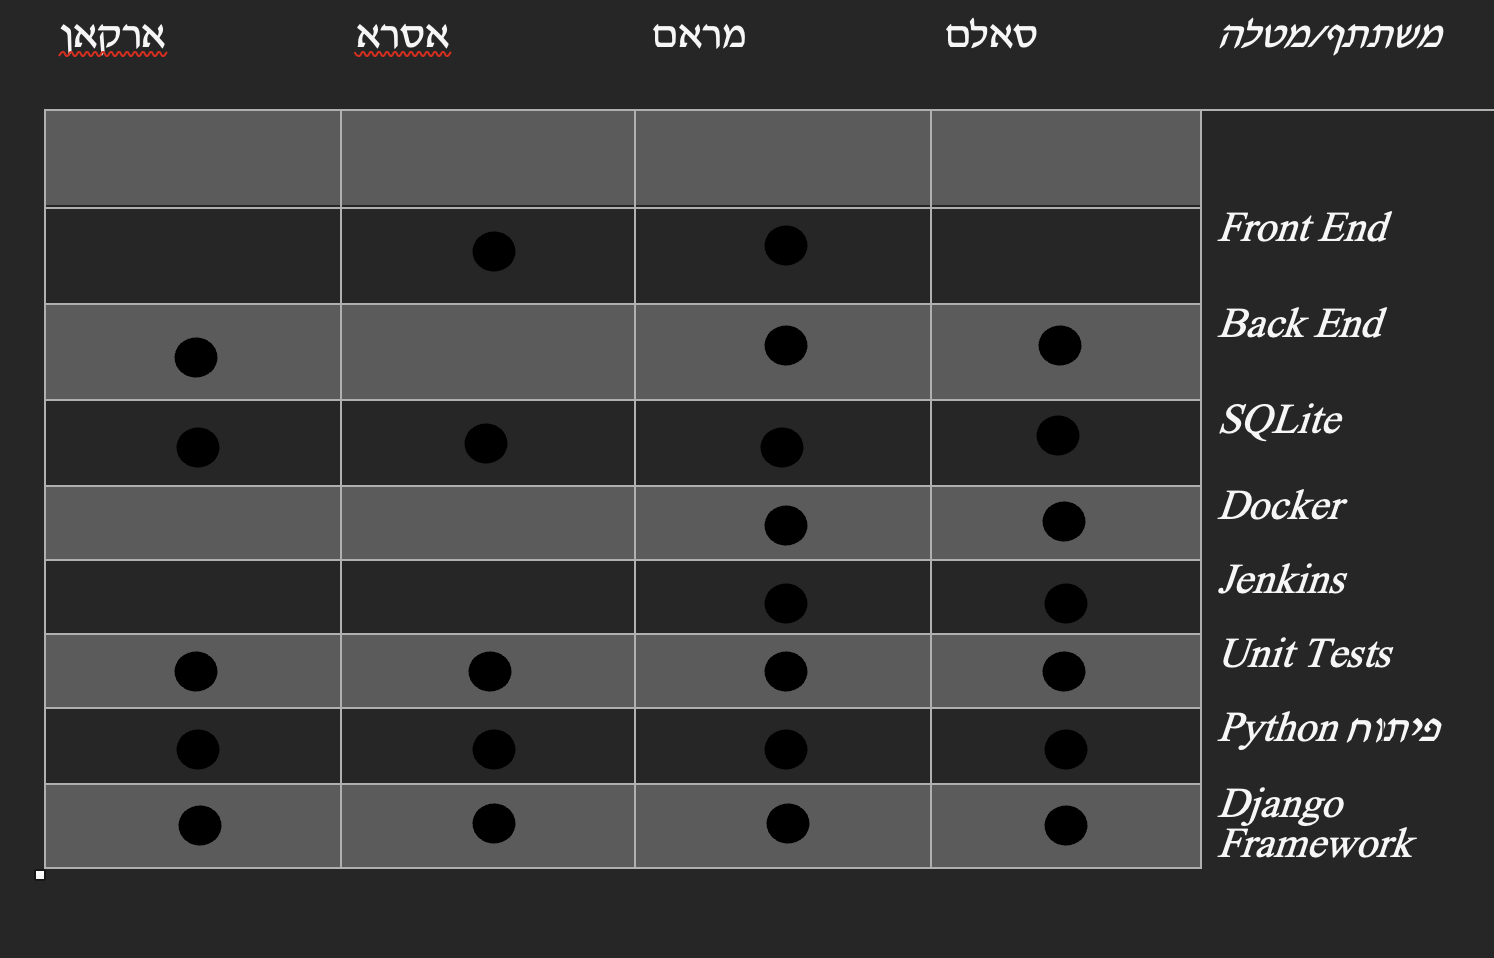 משתתף/מטלה
סאלם
מראם
אסרא
ארקאן
Front End
Back End
SQLite
Docker
Jenkins
Unit Tests
Python פיתוח
Django
Framework